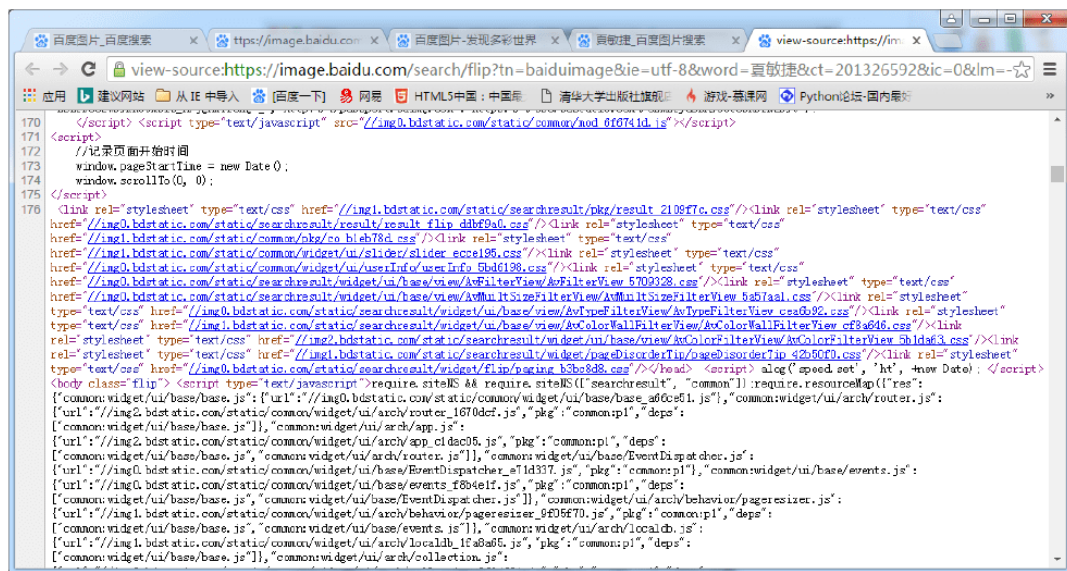 百度图片_百度搜索
ttps://image.baidu.com
百度图片-发现多彩世界
夏敏捷_百度图片搜索
view-source:https://im
view-source:https://image.baidu.com/search/flip?tn=baiduimage&ie=utf-8&word=夏敏捷&ct=201326592&ic=0&lm=-
应用 建议网站 从 IE 中导入 [百度一下] 网易 HTML5中国：中国最 清华大学出版社旗舰店 游戏-慕课网 Python论坛-国内最好 »
170 </script> <script type="text/javascript" src="//img0.bdstatic.com/static/common/mod_6f6741d.js"></script>
171 <script>
172 //记录页面开始时间
173 window.pageStartTime = new Date();
174 window.scrollTo(0, 0);
175 </script>
176 <link rel="stylesheet" type="text/css" href="//img1.bdstatic.com/static/searchresult/pkg/result_2109f7c.css"/><link rel="stylesheet" type="text/css"
href="//img0.bdstatic.com/static/searchresult/result/result_flip_ddbf9a0.css"/><link rel="stylesheet" type="text/css"
href="//img1.bdstatic.com/static/common/pkg/co_b1eb78d.css"/><link rel="stylesheet" type="text/css"
href="//img1.bdstatic.com/static/common/widget/ui/slider/slider_ecce195.css"/><link rel="stylesheet" type="text/css"
href="//img0.bdstatic.com/static/common/widget/ui/userInfo/userInfo_5bd6198.css"/><link rel="stylesheet" type="text/css"
href="//img0.bdstatic.com/static/searchresult/widget/ui/base/view/AvFilterView/AvFilterView_5709328.css"/><link rel="stylesheet" type="text/css"
href="//img0.bdstatic.com/static/searchresult/widget/ui/base/view/AvMuniltSizeFilterView/AvMuniltSizeFilterView_5a57aa1.css"/><link rel="stylesheet"
type="text/css" href="//img0.bdstatic.com/static/searchresult/widget/ui/base/view/AvTypeFilterView/AvTypeFilterView_cea6b92.css"/><link rel="stylesheet"
type="text/css" href="//img1.bdstatic.com/static/searchresult/widget/ui/base/view/AvColorWallFilterView/AvColorWallFilterView_cf8a646.css"/><link
rel="stylesheet" type="text/css" href="//img2.bdstatic.com/static/searchresult/widget/ui/base/view/AvColorFilterView/AvColorFilterView_5b1da63.css"/><link
rel="stylesheet" type="text/css" href="//img1.bdstatic.com/static/searchresult/widget/pageDisorderTip/pageDisorderTip_42b50f0.css"/><link rel="stylesheet"
type="text/css" href="//img0.bdstatic.com/static/searchresult/widget/flip/paging_b3bc8d8.css"/></head> <script> alog('speed.set', 'ht', +new Date); </script>
<body class="flip"> <script type="text/javascript">require.siteNS && require.siteNS(["searchresult", "common"]);require.resourceMap({"res":
{"common:widget/ui/base/base.js": {"url":"//img0.bdstatic.com/static/common/widget/ui/base/base_a66ce51.js"},"common:widget/ui/arch/router.js":
{"url":"//img2.bdstatic.com/static/common/widget/ui/arch/router_1670dcf.js","pkg":"common:p1","deps":
["common:widget/ui/base/base.js"]},"common:widget/ui/arch/app.js":
{"url":"//img2.bdstatic.com/static/common/widget/ui/arch/app_c1dac05.js","pkg":"common:p1","deps":
["common:widget/ui/base/base.js","common:widget/ui/arch/router.js"]},"common:widget/ui/base/EventDispatcher.js":
{"url":"//img0.bdstatic.com/static/common/widget/ui/base/EventDispatcher_e71d337.js","pkg":"common:p1"},"common:widget/ui/base/events.js":
{"url":"//img0.bdstatic.com/static/common/widget/ui/base/events_f8b4e1f.js","pkg":"common:p1","deps":
["common:widget/ui/base/base.js","common:widget/ui/base/EventDispatcher.js"]},"common:widget/ui/arch/behavior/pageresizer.js":
{"url":"//img1.bdstatic.com/static/common/widget/ui/arch/behavior/pageresizer_9f05f70.js","pkg":"common:p1","deps":
["common:widget/ui/base/base.js","common:widget/ui/base/events.js"]},"common:widget/ui/arch/localdb.js":
{"url":"//img1.bdstatic.com/static/common/widget/ui/arch/localdb_1fa8a65.js","pkg":"common:p1","deps":
["common:widget/ui/base/base.js"]},"common:widget/ui/arch/collection.js":